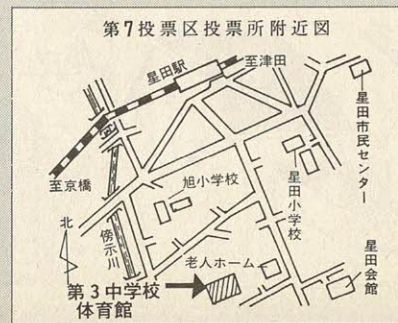 第7投票区投票所附近図
星田駅
至津田
星田市民センター
至京橋
旭小学校
星田小学校
北
傍示川
老人ホーム
星田会館
第3中学校
体育館